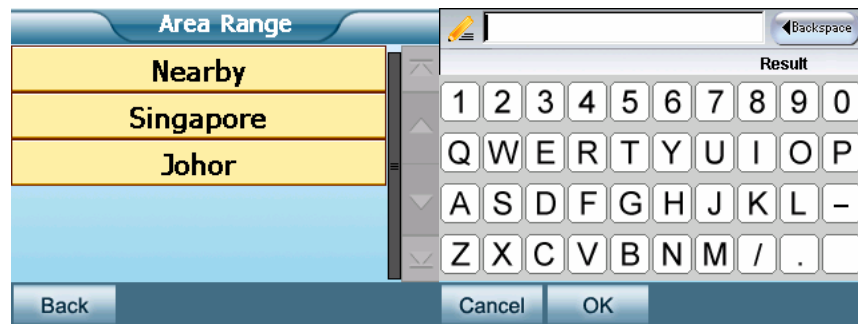 Area Range
Nearby
Singapore
Johor
Back
Backspace
Result
1 2 3 4 5 6 7 8 9 0
Q W E R T Y U I O P
A S D F G H J K L -
Z X C V B N M / .
Cancel OK